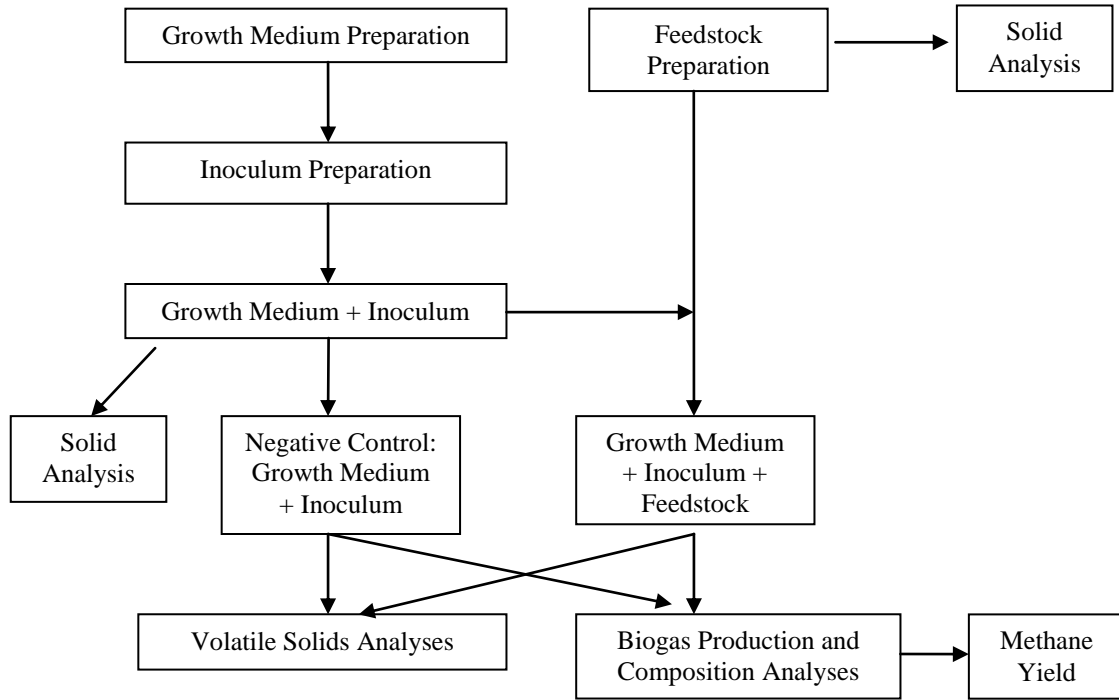 Growth Medium Preparation
Feedstock
Preparation
Solid
Analysis
Inoculum Preparation
Growth Medium + Inoculum
Solid
Analysis
Negative Control:
Growth Medium
+ Inoculum
Growth Medium
+ Inoculum +
Feedstock
Volatile Solids Analyses
Biogas Production and
Composition Analyses
Methane
Yield